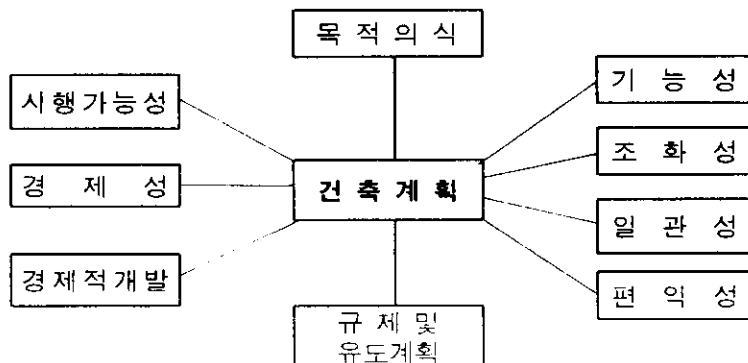 목적의식
사행가능성
기능성
조화성
경제성
건축계획
일관성
경제적개발
편익성
규제및
유도계획